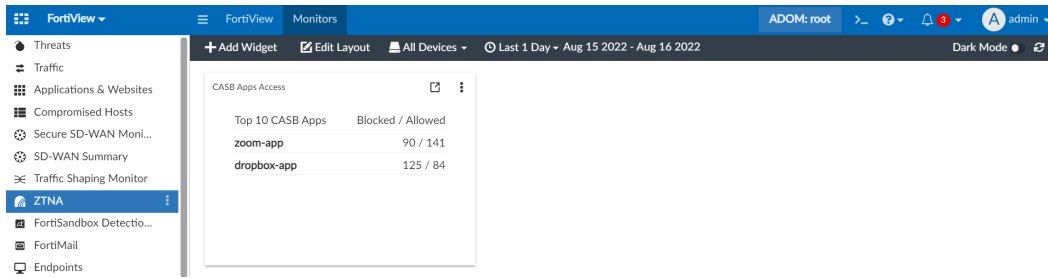 FortiView
FortiView Monitors
ADOM: root
>_
3
A admin
Threats
Traffic
Applications & Websites
Compromised Hosts
Secure SD-WAN Moni...
SD-WAN Summary
Traffic Shaping Monitor
ZTNA
FortiSandbox Detectio...
FortiMail
Endpoints
Add Widget Edit Layout All Devices Last 1 Day Aug 15 2022 - Aug 16 2022 Dark Mode
CASB Apps Access
Top 10 CASB Apps Blocked / Allowed
zoom-app 90 / 141
dropbox-app 125 / 84